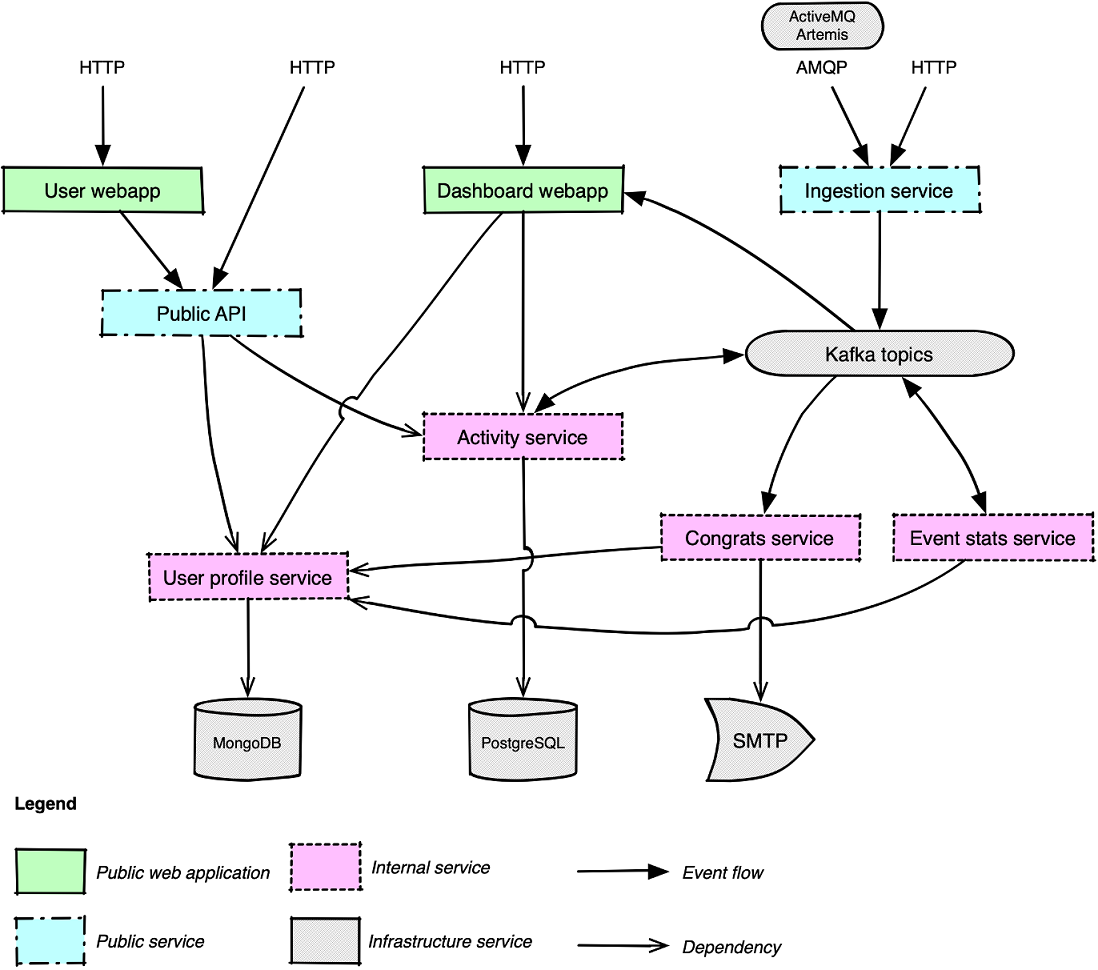 ActiveMQ
Artemis
HTTP
HTTP
HTTP
AMQP
HTTP
User webapp
Dashboard webapp
Ingestion service
Public API
Kafka topics
Activity service
Congrats service
Event stats service
User profile service
MongoDB
PostgreSQL
SMTP
Legend
Public web application
Internal service
Event flow
Public service
Infrastructure service
Dependency